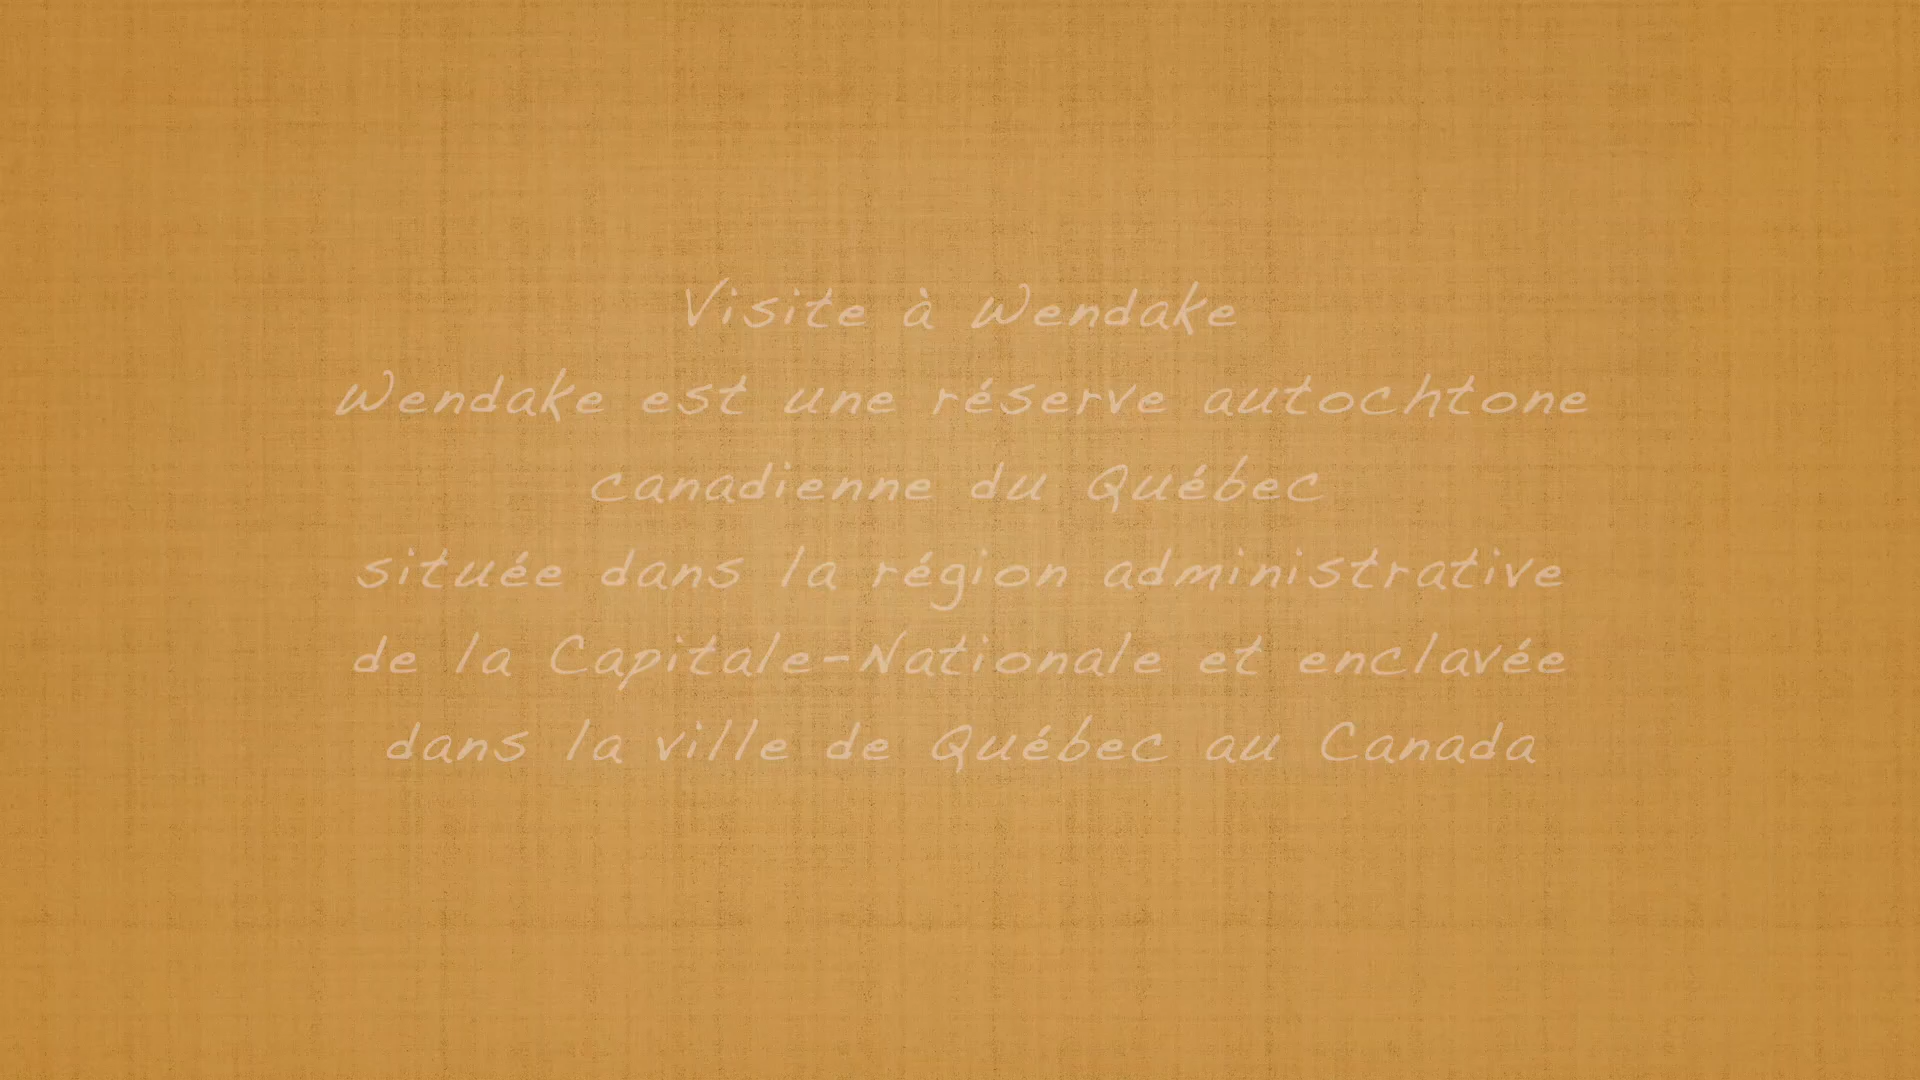 Visite à Wendake
Wendake est une réserve autochtone
canadienne du Québec
située dans la région administrative
de la Capitale-Nationale et enclavée
dans la ville de Québec au Canada